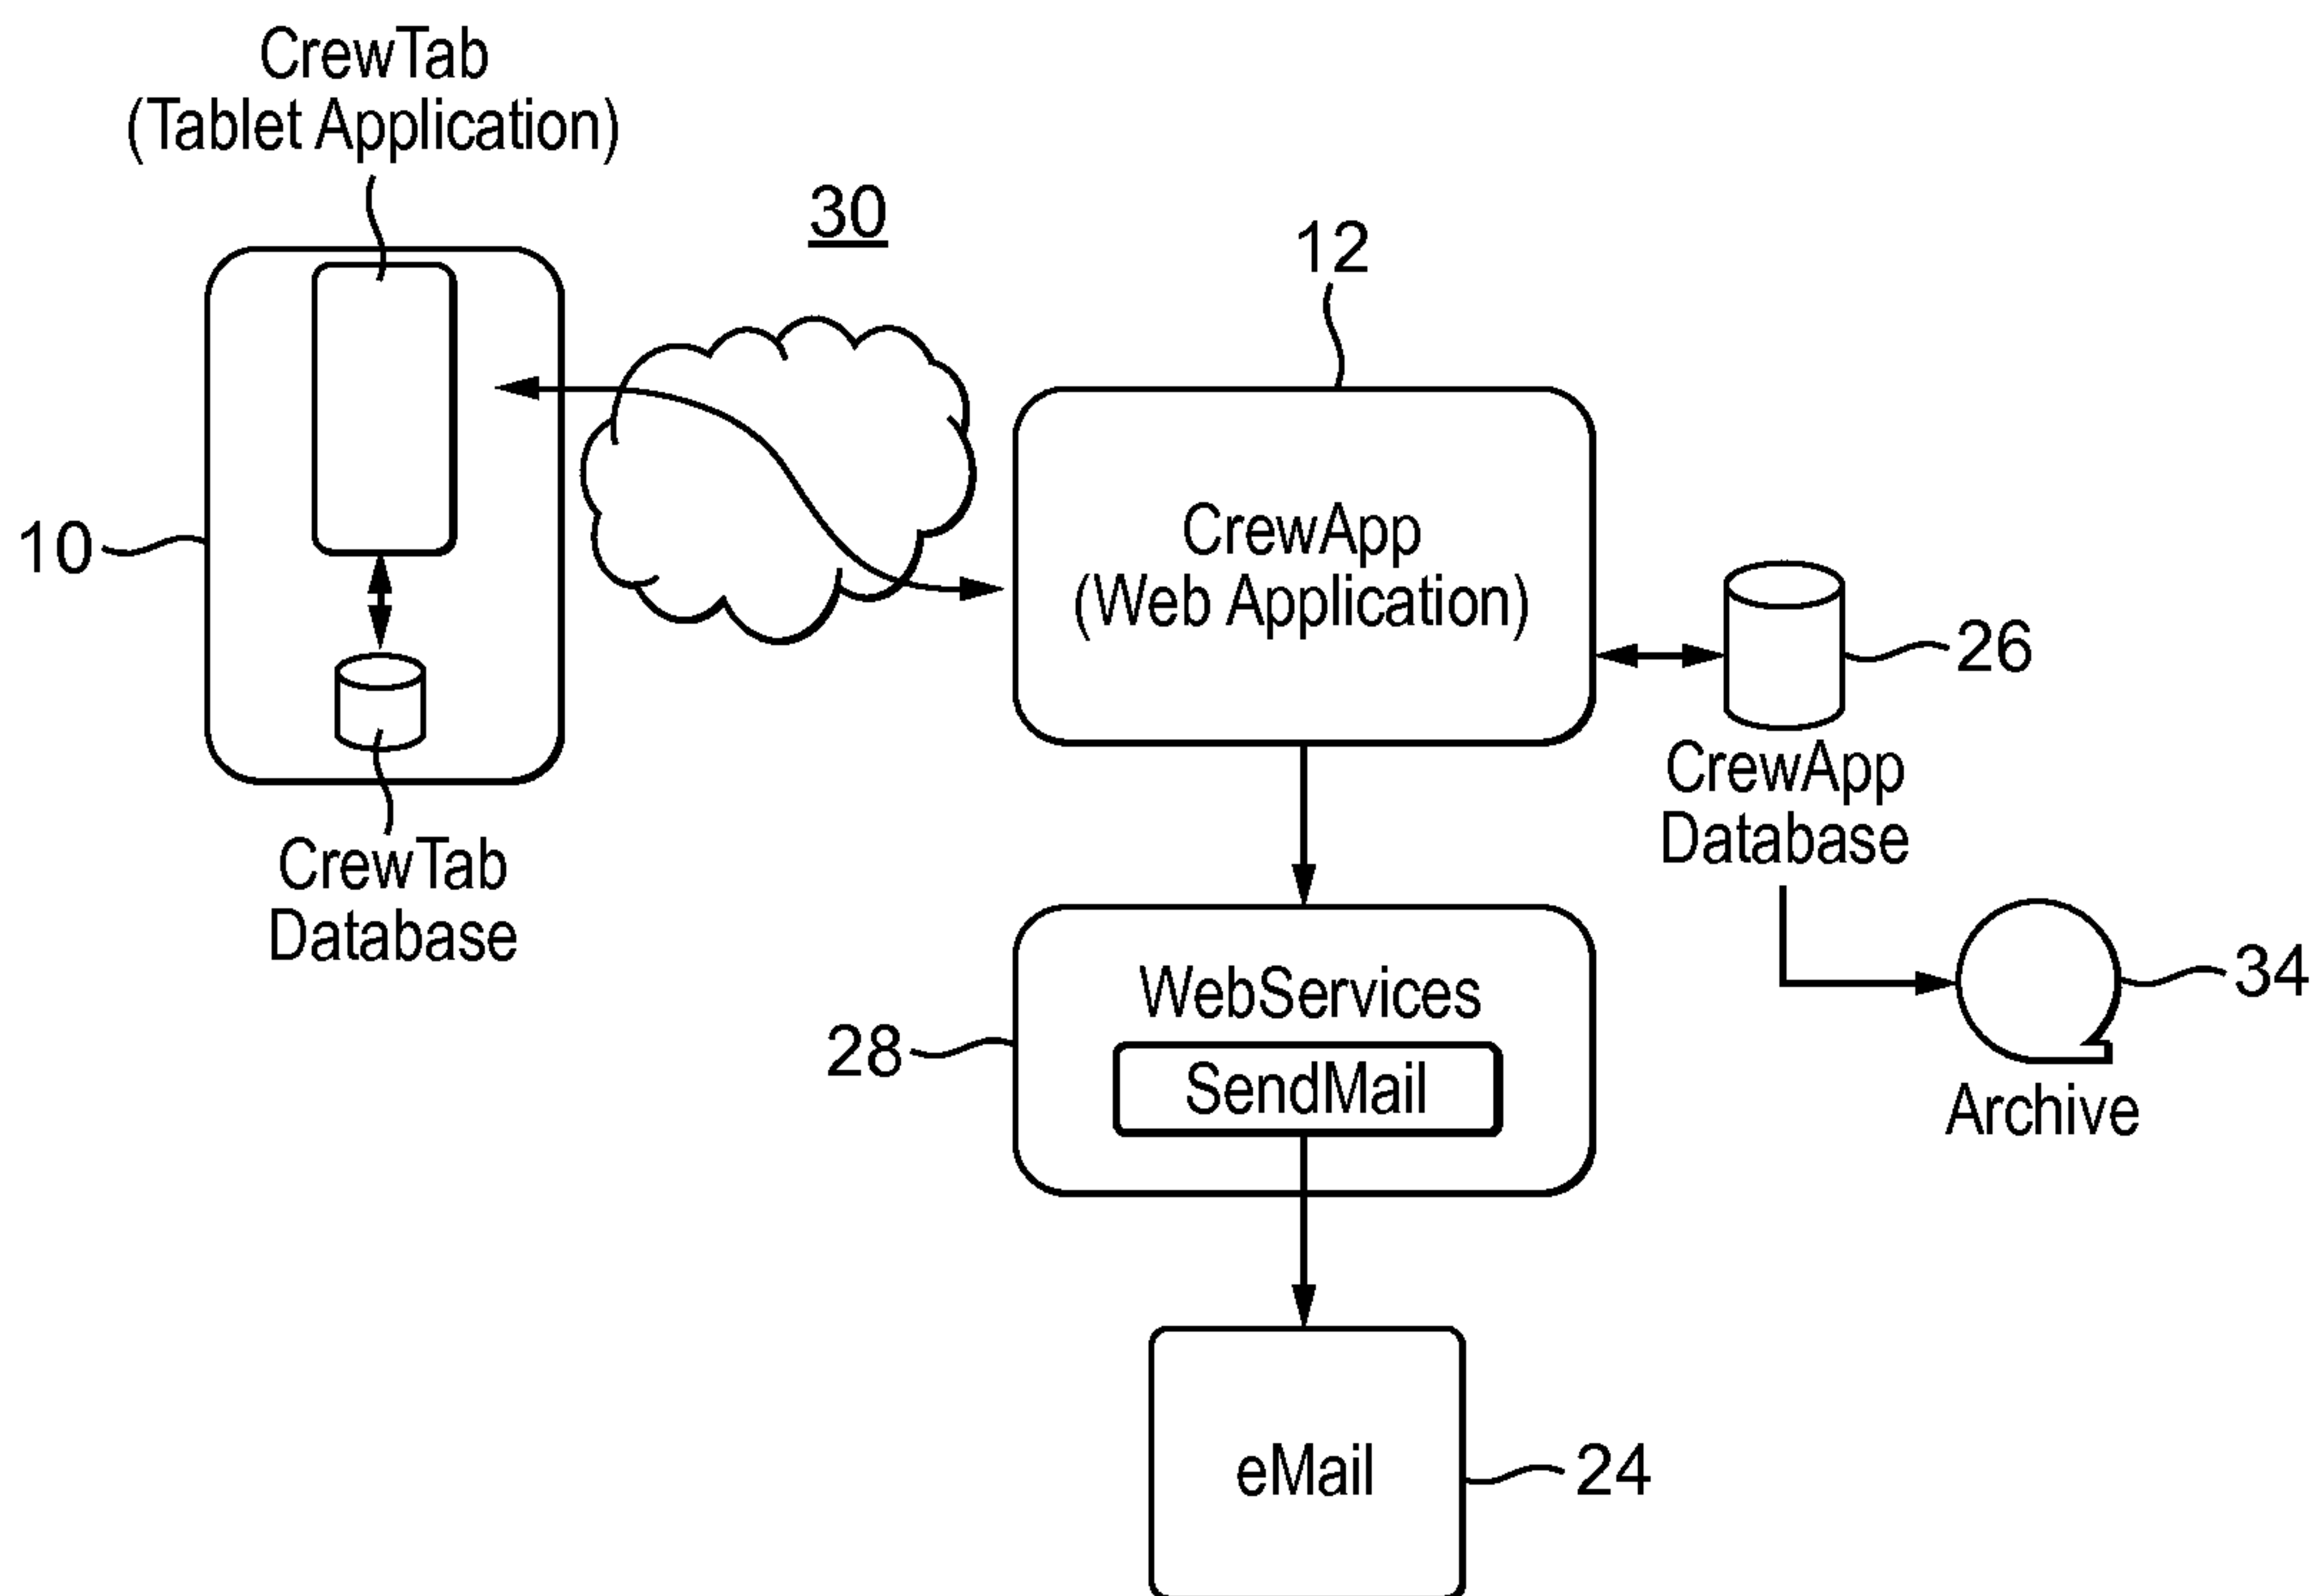 CrewTab
(Tablet Application)
30
12
10
CrewApp
(Web Application)
26
CrewApp
Database
CrewTab
Database
WebServices
34
28
SendMail
Archive
eMail
24